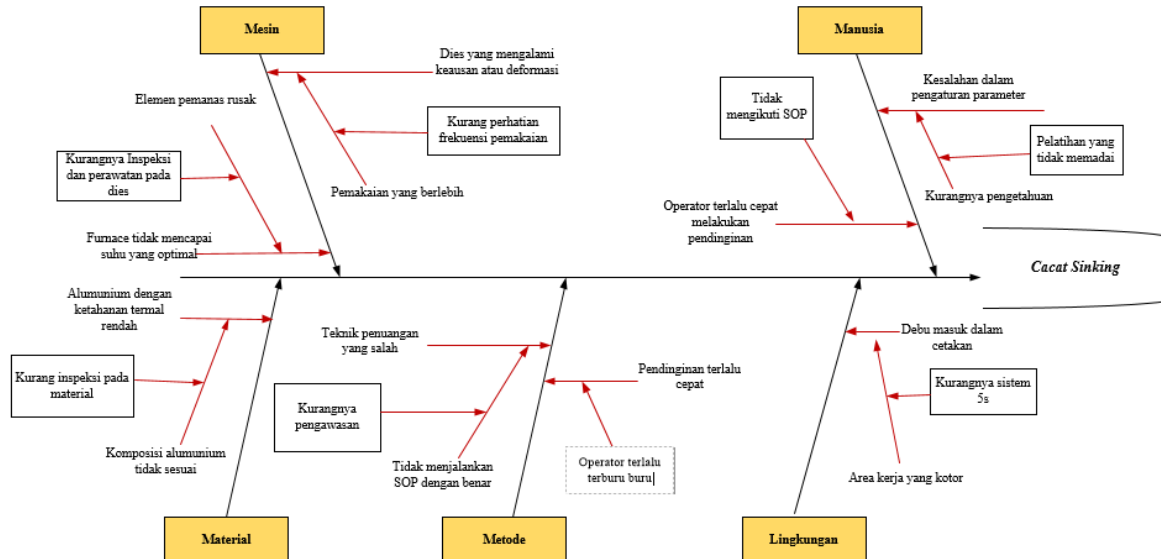 Mesin
Manusia
Dies yang mengalami
keausan atau deformasi
Elemen pemanas rusak
Kurang perhatian
frekuensi pemakaian
Kurangnya Inspeksi
dan perawatan pada
dies
Pemakaian yang berlebih
Furnace tidak mencapai
suhu yang optimal
Tidak
mengikuti SOP
Kesalahan dalam
pengaturan parameter
Pelatihan yang
tidak memadai
Kurangnya pengetahuan
Operator terlalu cepat
melakukan
pendinginan
Cacat Sinking
Alumunium dengan
ketahanan termal
rendah
Kurang inspeksi pada
material
Komposisi alumunium
tidak sesuai
Teknik penuangan
yang salah
Kurangnya
pengawasan
Tidak menjalankan
SOP dengan benar
Pendinginan terlalu
cepat
Operator terlalu
terburu buru
Debu masuk dalam
cetakan
Kurangnya sistem
5s
Area kerja yang kotor
Material
Metode
Lingkungan